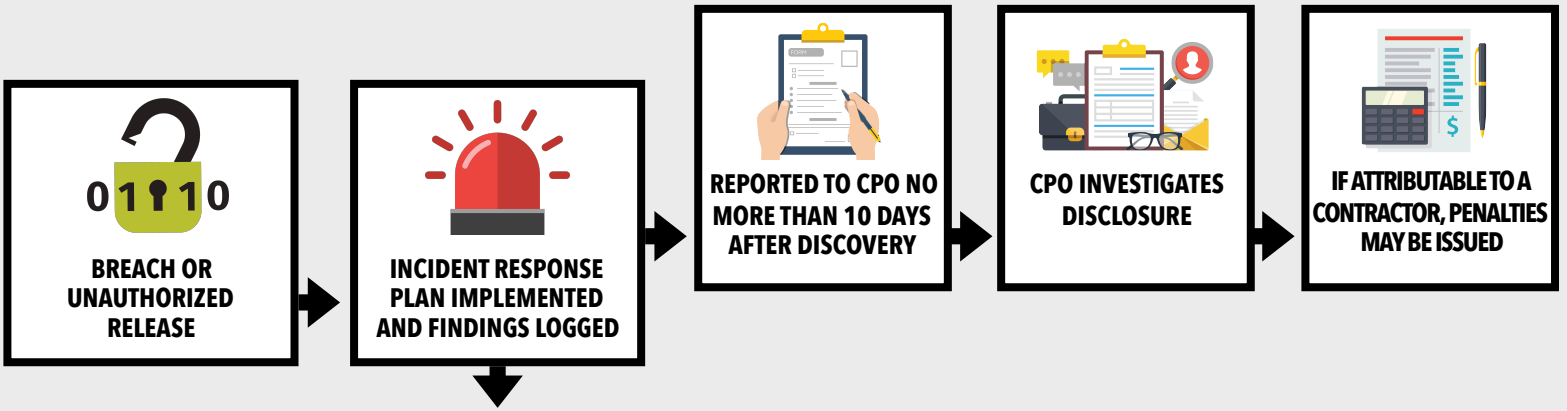 01 10
BREACH OR
UNAUTHORIZED
RELEASE
INCIDENT RESPONSE
PLAN IMPLEMENTED
AND FINDINGS LOGGED
FORM
REPORTED TO CPO NO
MORE THAN 10 DAYS
AFTER DISCOVERY
CPO INVESTIGATES
DISCLOSURE
$
IF ATTRIBUTABLE TO A
CONTRACTOR, PENALTIES
MAY BE ISSUED